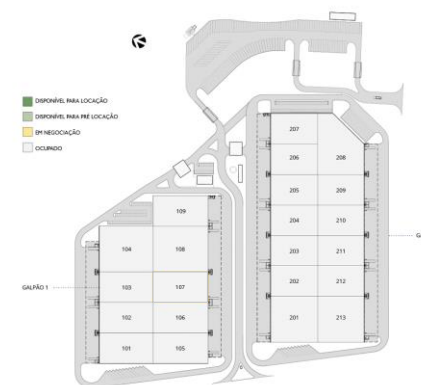 DISPONÍVEL PARA LOCAÇÃO
DISPONÍVEL PARA PRÉ LOCAÇÃO
EM NEGOCIAÇÃO
OCUPADO
207
206 208
109 205 209
104 108 204 210
203 211
GALPÃO 1 103 107 202 212
102 106 201 213
101 105
G